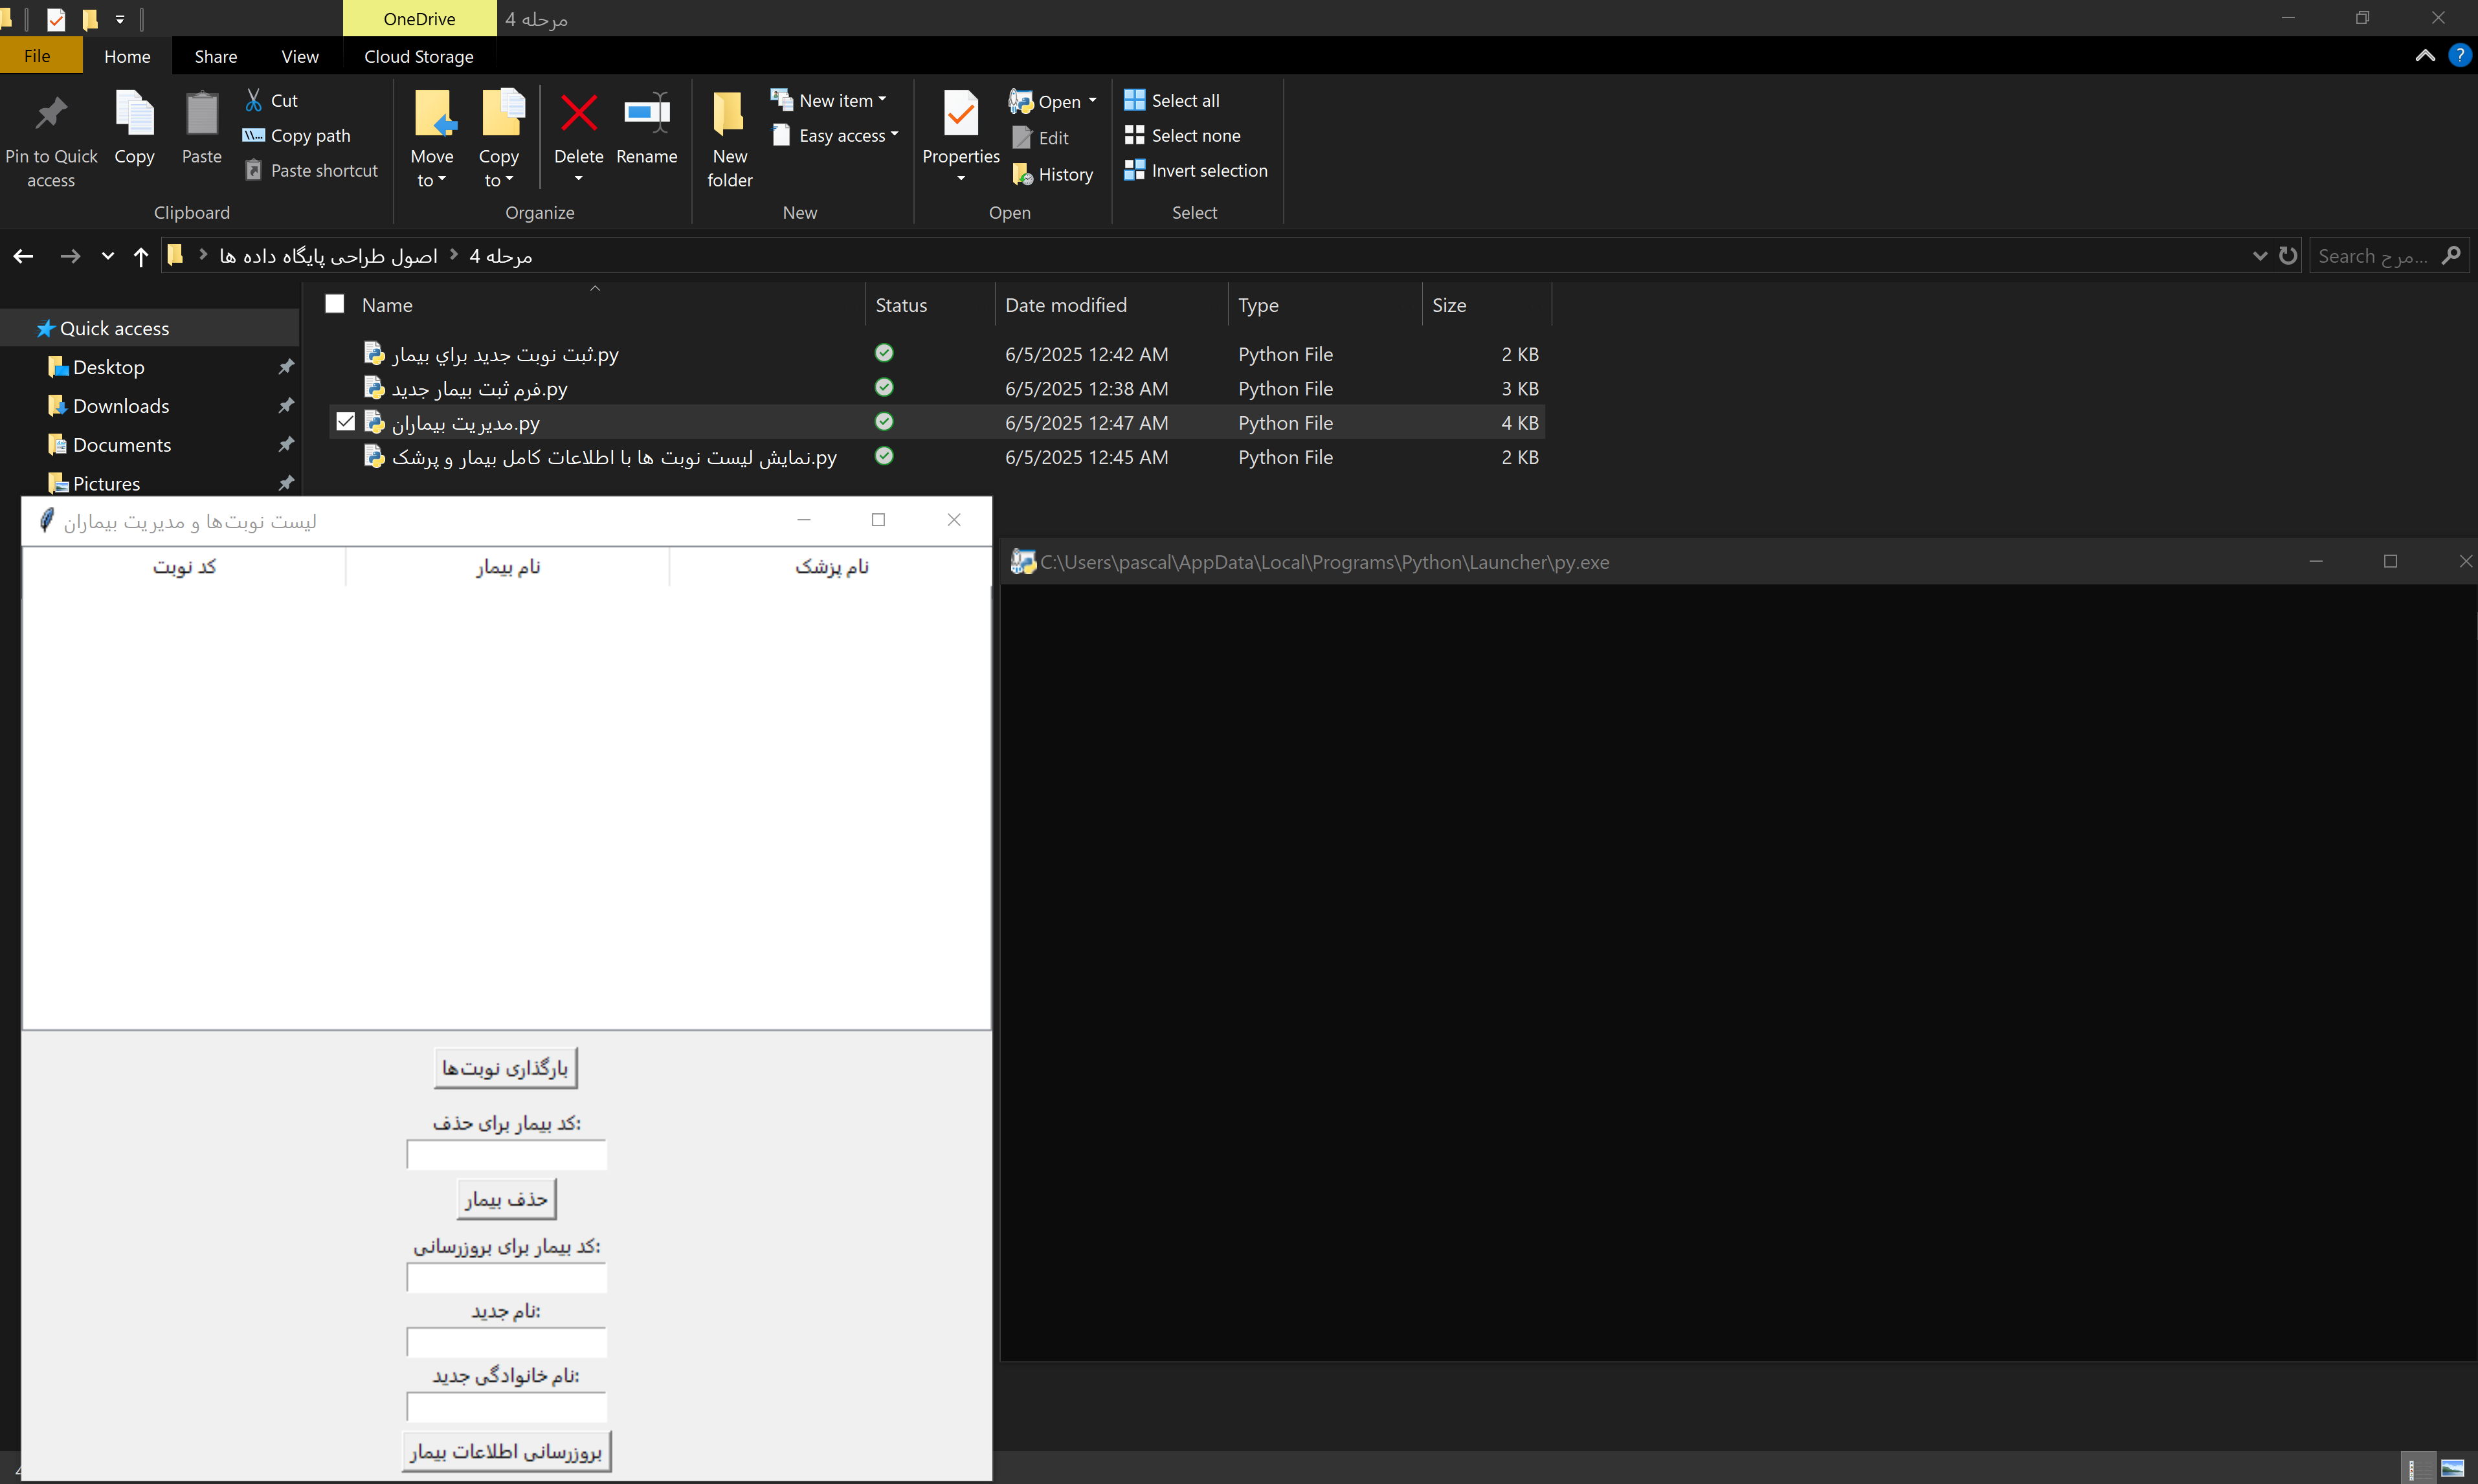 OneDrive
مرحله 4
File
Home
Share
View
Cloud Storage
Pin to Quick access
Copy
Paste
Cut
Copy path
Paste shortcut
Clipboard
Move to
Copy to
Delete
Rename
Organize
New folder
New item
Easy access
New
Properties
Open
Edit
History
Open
Select all
Select none
Invert selection
Select
اصول طراحی پایگاه داده ها > مرحله 4
Search مرح...
Name Status Date modified Type Size
Quick access
Desktop
Downloads
Documents
Pictures
ثبت نوبت جديد براي بيمار.py 6/5/2025 12:42 AM Python File 2 KB
فرم ثبت بیمار جدید.py 6/5/2025 12:38 AM Python File 3 KB
مدیریت بیماران.py 6/5/2025 12:47 AM Python File 4 KB
نمایش لیست نوبت ها با اطلاعات کامل بیمار و پرشک.py 6/5/2025 12:45 AM Python File 2 KB
لیست نوبت‌ها و مدیریت بیماران
کد نوبت نام بیمار نام پزشک
بارگذاری نوبت‌ها
کد بیمار برای حذف:
حذف بیمار
کد بیمار برای بروزرسانی:
نام جدید:
نام خانوادگی جدید:
بروزرسانی اطلاعات بیمار
C:\Users\pascal\AppData\Local\Programs\Python\Launcher\py.exe